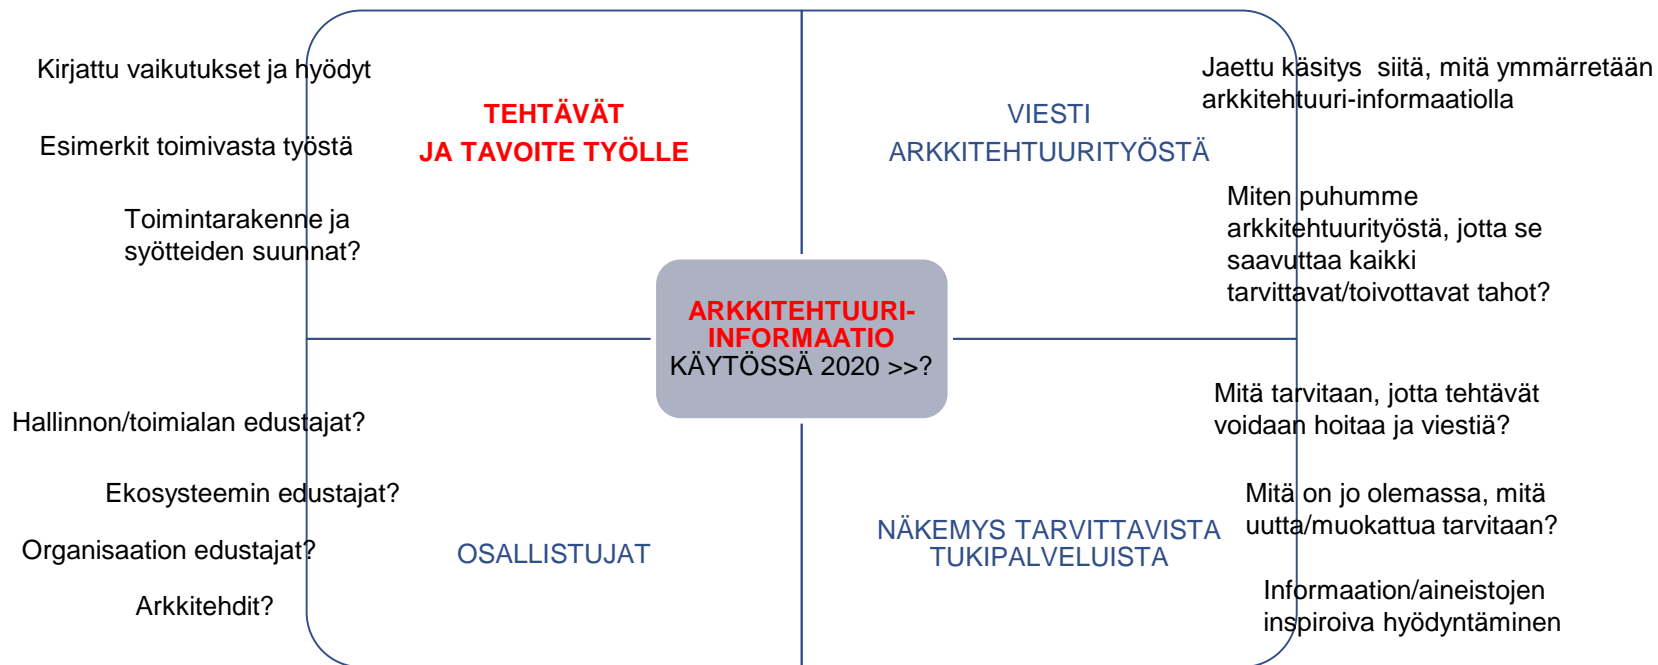 Kirjattu vaikutukset ja hyödyt
Esimerkit toimivasta työstä
Toimintarakenne ja
syötteiden suunnat?
TEHTÄVÄT
JA TAVOITE TYÖLLE
VIESTI
ARKKITEHTUURITYÖSTÄ
Jaettu käsitys siitä, mitä ymmärretään
arkkitehtuuri-informaatiolla
Miten puhumme
arkkitehtuurityöstä, jotta se
saavuttaa kaikki
tarvittavat/toivottavat tahot?
ARKKITEHTUURI-
INFORMAATIO
KÄYTÖSSÄ 2020 >>?
Hallinnon/toimialan edustajat?
Ekosysteemin edustajat?
Organisaation edustajat?
Arkkitehdit?
OSALLISTUJAT
NÄKEMYS TARVITTAVISTA
TUKIPALVELUISTA
Mitä tarvitaan, jotta tehtävät
voidaan hoitaa ja viestiä?
Mitä on jo olemassa, mitä
uutta/muokattua tarvitaan?
Informaation/aineistojen
inspiroiva hyödyntäminen